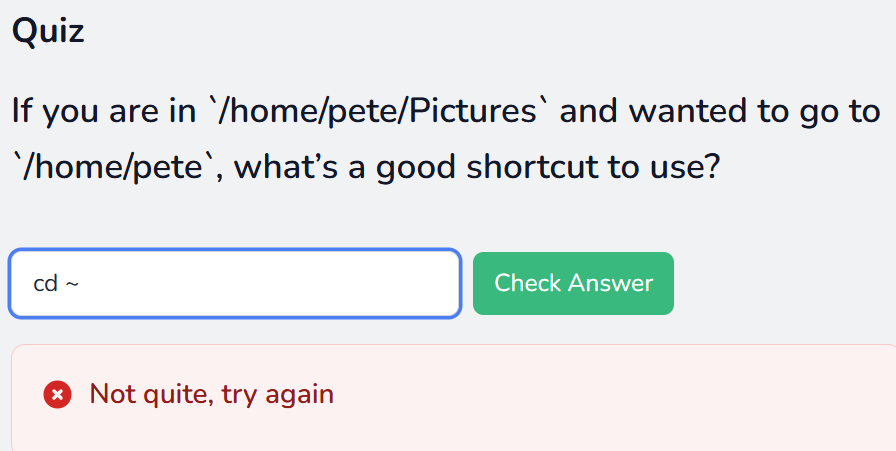 Quiz
If you are in `/home/pete/Pictures` and wanted to go to
`/home/pete`, what’s a good shortcut to use?
cd ~
Check Answer
Not quite, try again